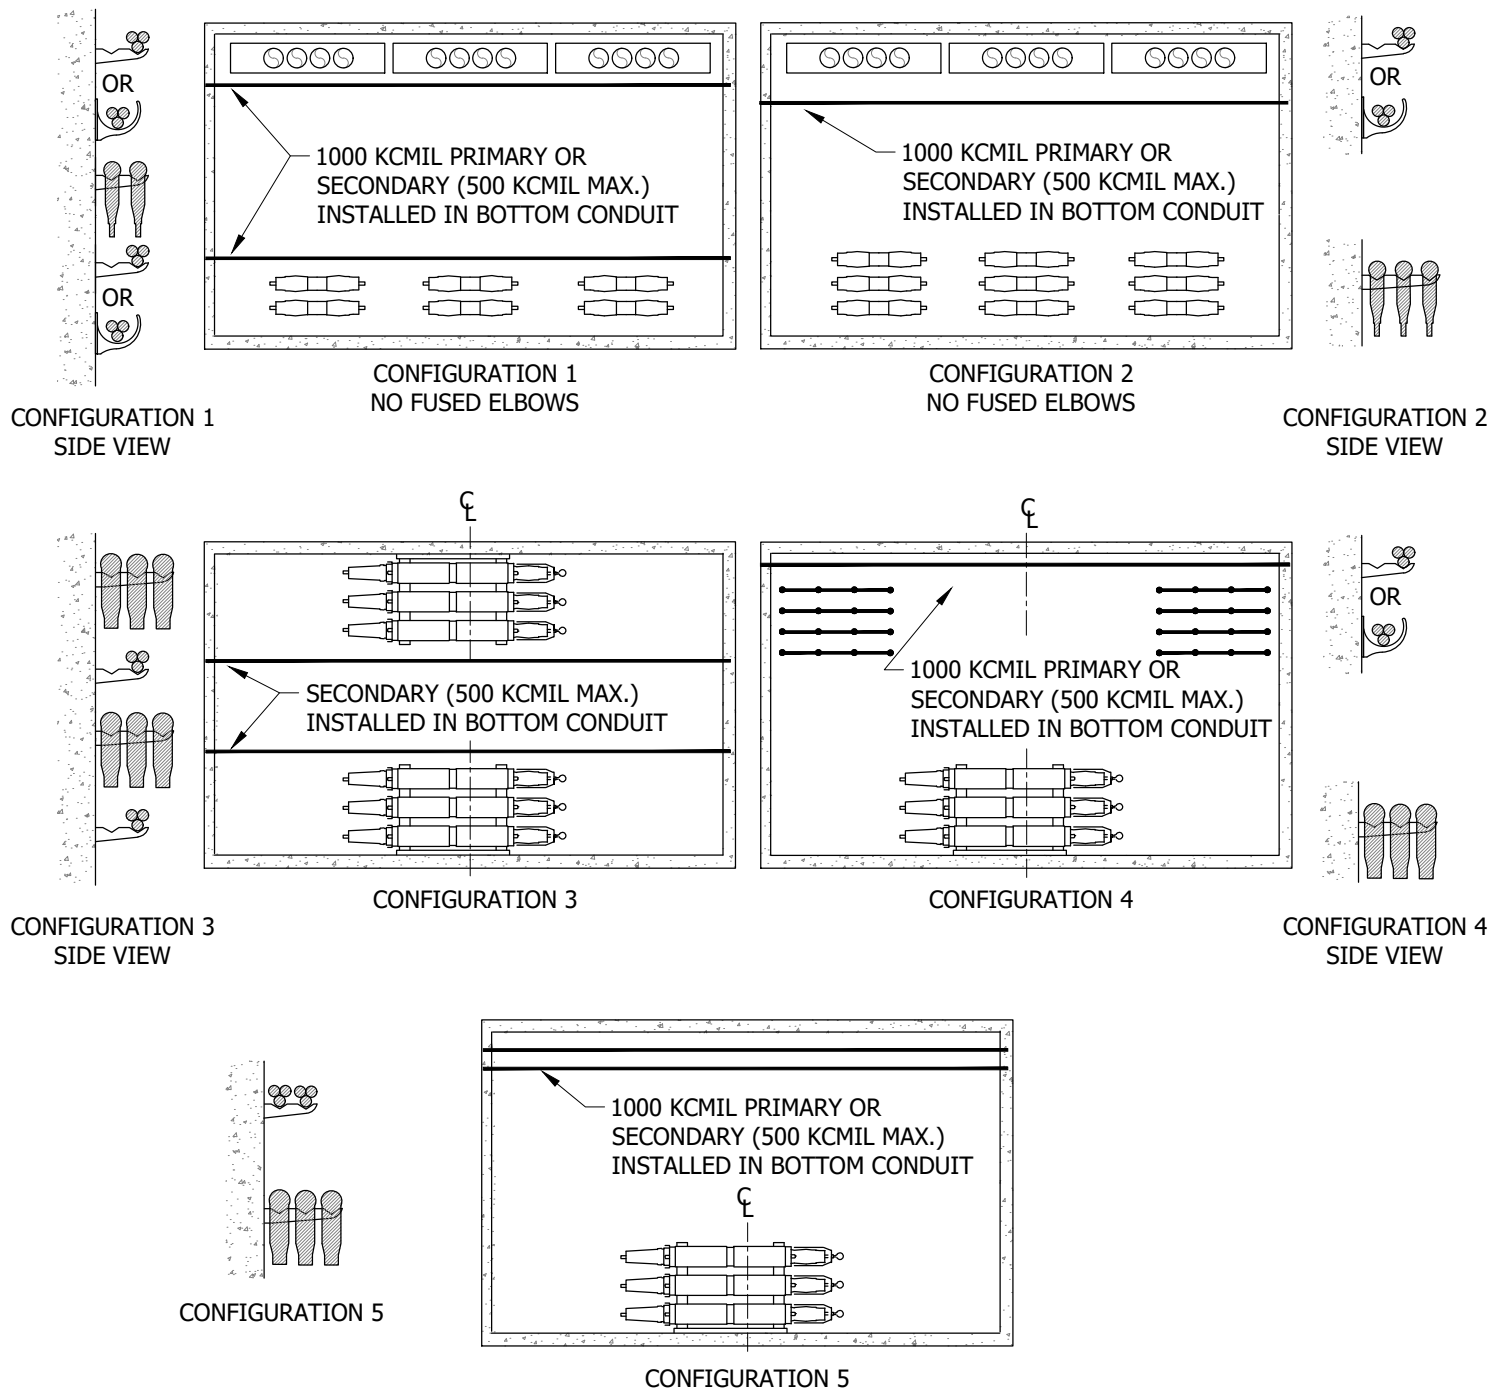 OR
OR
1000 KCMIL PRIMARY OR
SECONDARY (500 KCMIL MAX.)
INSTALLED IN BOTTOM CONDUIT
CONFIGURATION 1
NO FUSED ELBOWS
CONFIGURATION 1
SIDE VIEW
1000 KCMIL PRIMARY OR
SECONDARY (500 KCMIL MAX.)
INSTALLED IN BOTTOM CONDUIT
CONFIGURATION 2
NO FUSED ELBOWS
OR
CONFIGURATION 2
SIDE VIEW
CL
SECONDARY (500 KCMIL MAX.)
INSTALLED IN BOTTOM CONDUIT
CONFIGURATION 3
CONFIGURATION 3
SIDE VIEW
CL
1000 KCMIL PRIMARY OR
SECONDARY (500 KCMIL MAX.)
INSTALLED IN BOTTOM CONDUIT
CONFIGURATION 4
OR
CONFIGURATION 4
SIDE VIEW
1000 KCMIL PRIMARY OR
SECONDARY (500 KCMIL MAX.)
INSTALLED IN BOTTOM CONDUIT
CL
CONFIGURATION 5
CONFIGURATION 5